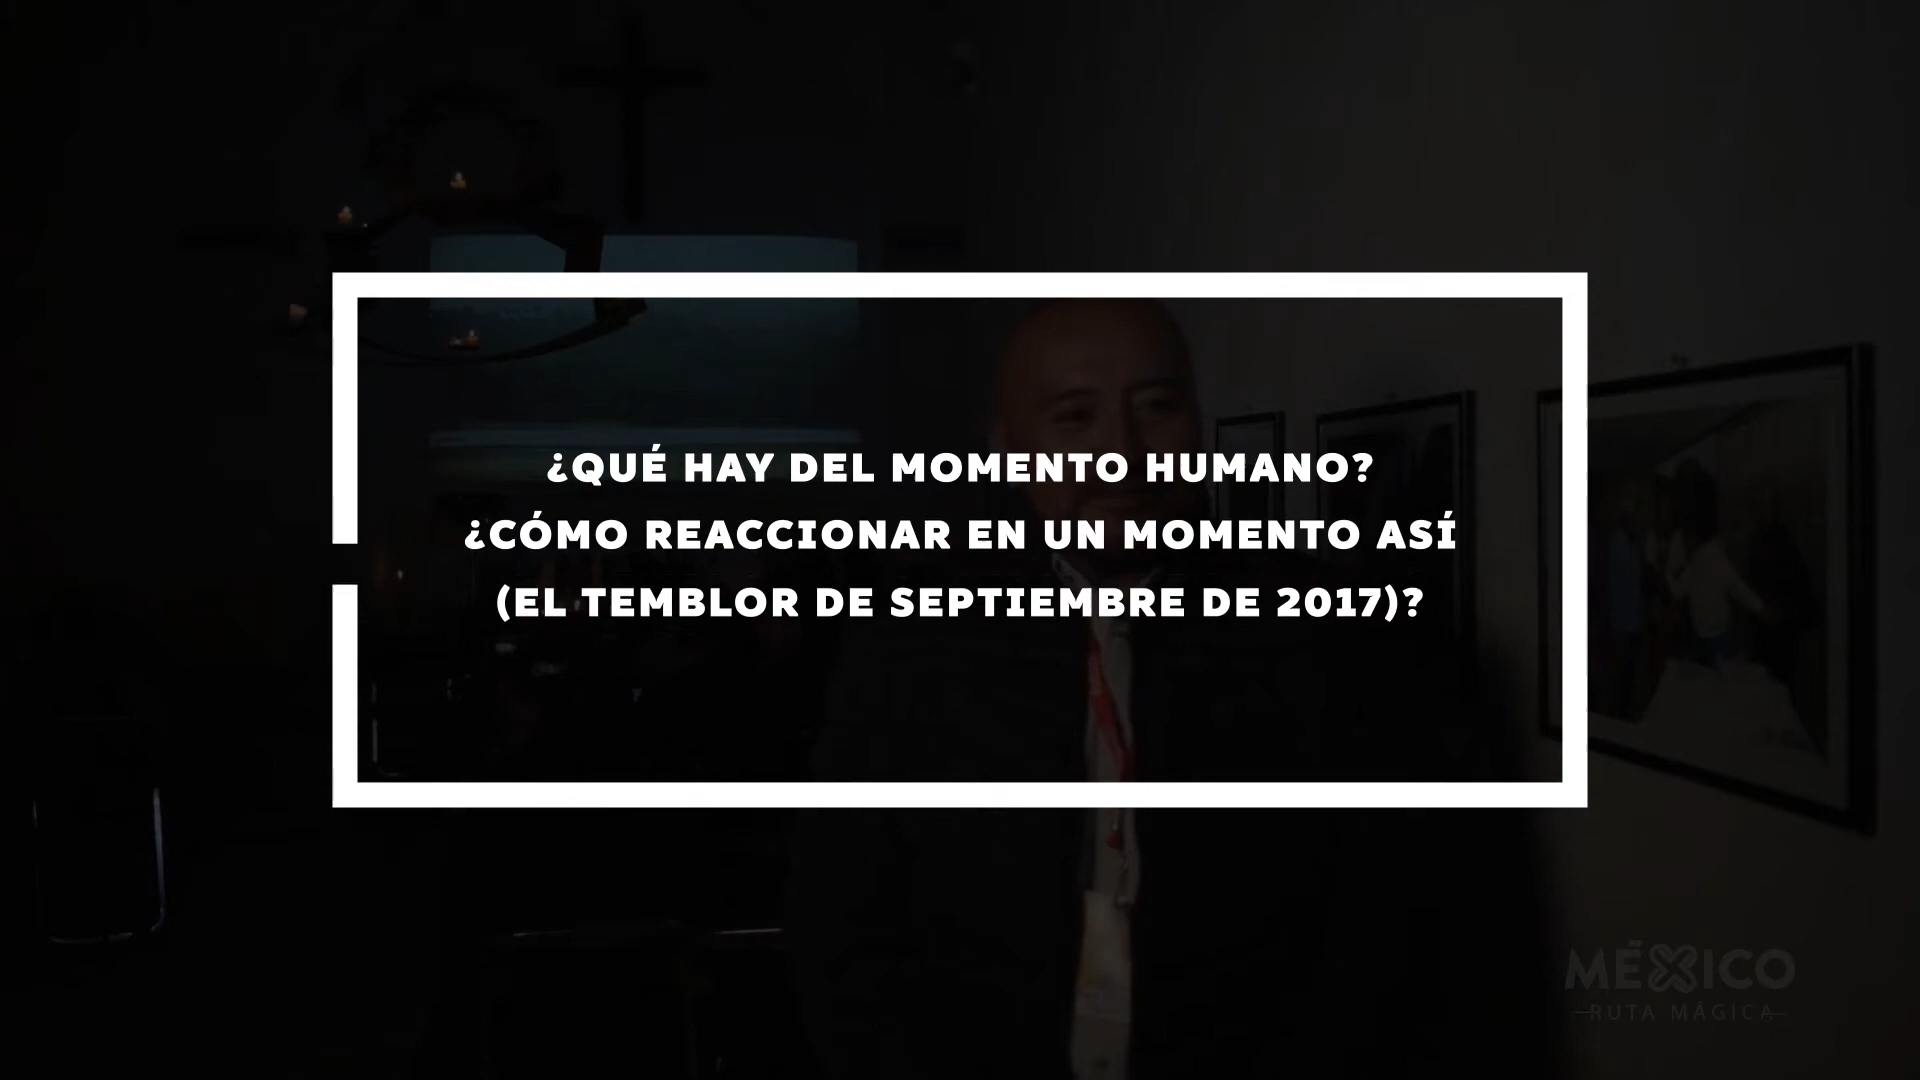 ¿QUÉ HAY DEL MOMENTO HUMANO?
¿CÓMO REACCIONAR EN UN MOMENTO ASÍ
(EL TEMBLOR DE SEPTIEMBRE DE 2017)?
MÉXICO
RUTA MÁGICA